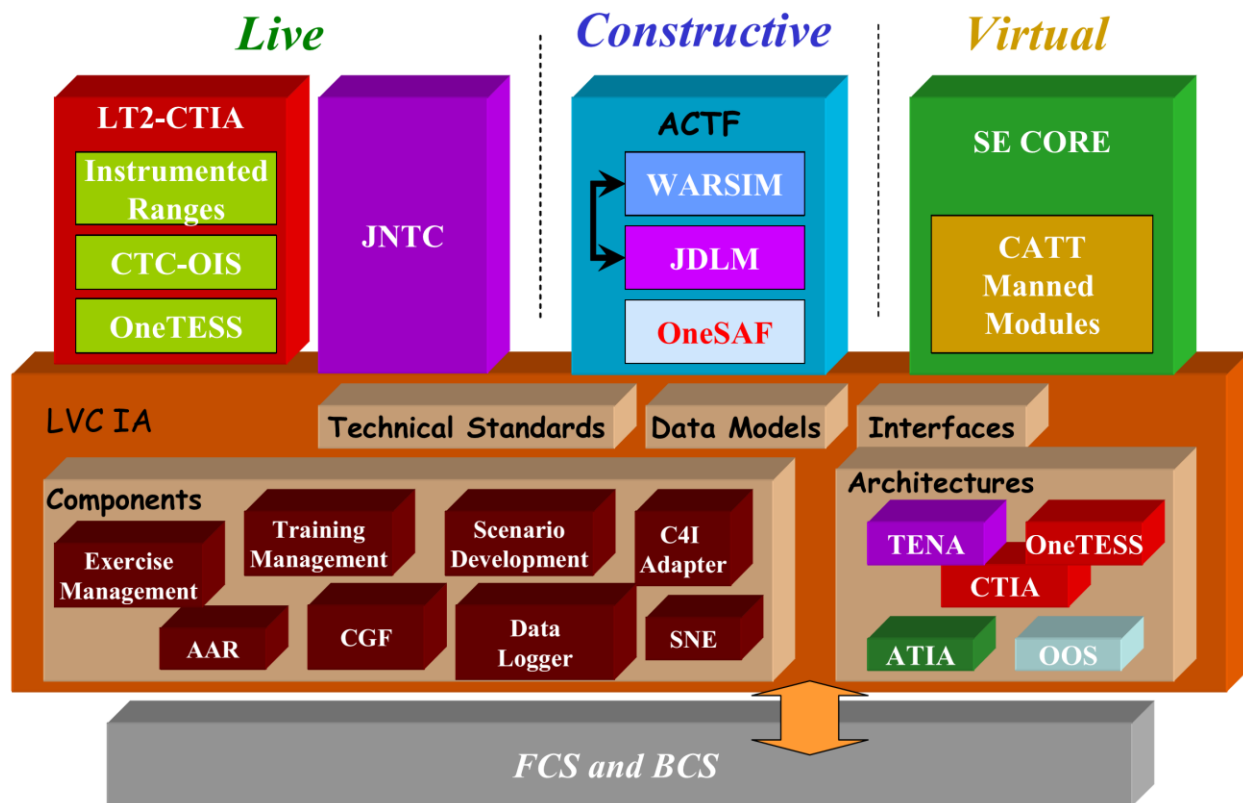 Live
Constructive
Virtual
LT2-CTIA
Instrumented
Ranges
CTC-OIS
OneTESS
JNTC
ACTF
WARSIM
JDLM
OneSAF
SE CORE
CATT
Manned
Modules
LVC IA
Technical Standards
Data Models
Interfaces
Components
Exercise
Management
Training
Management
Scenario
Development
C4I
Adapter
AAR
CGF
Data
Logger
SNE
Architectures
TENA
OneTESS
CTIA
ATIA
OOS
FCS and BCS